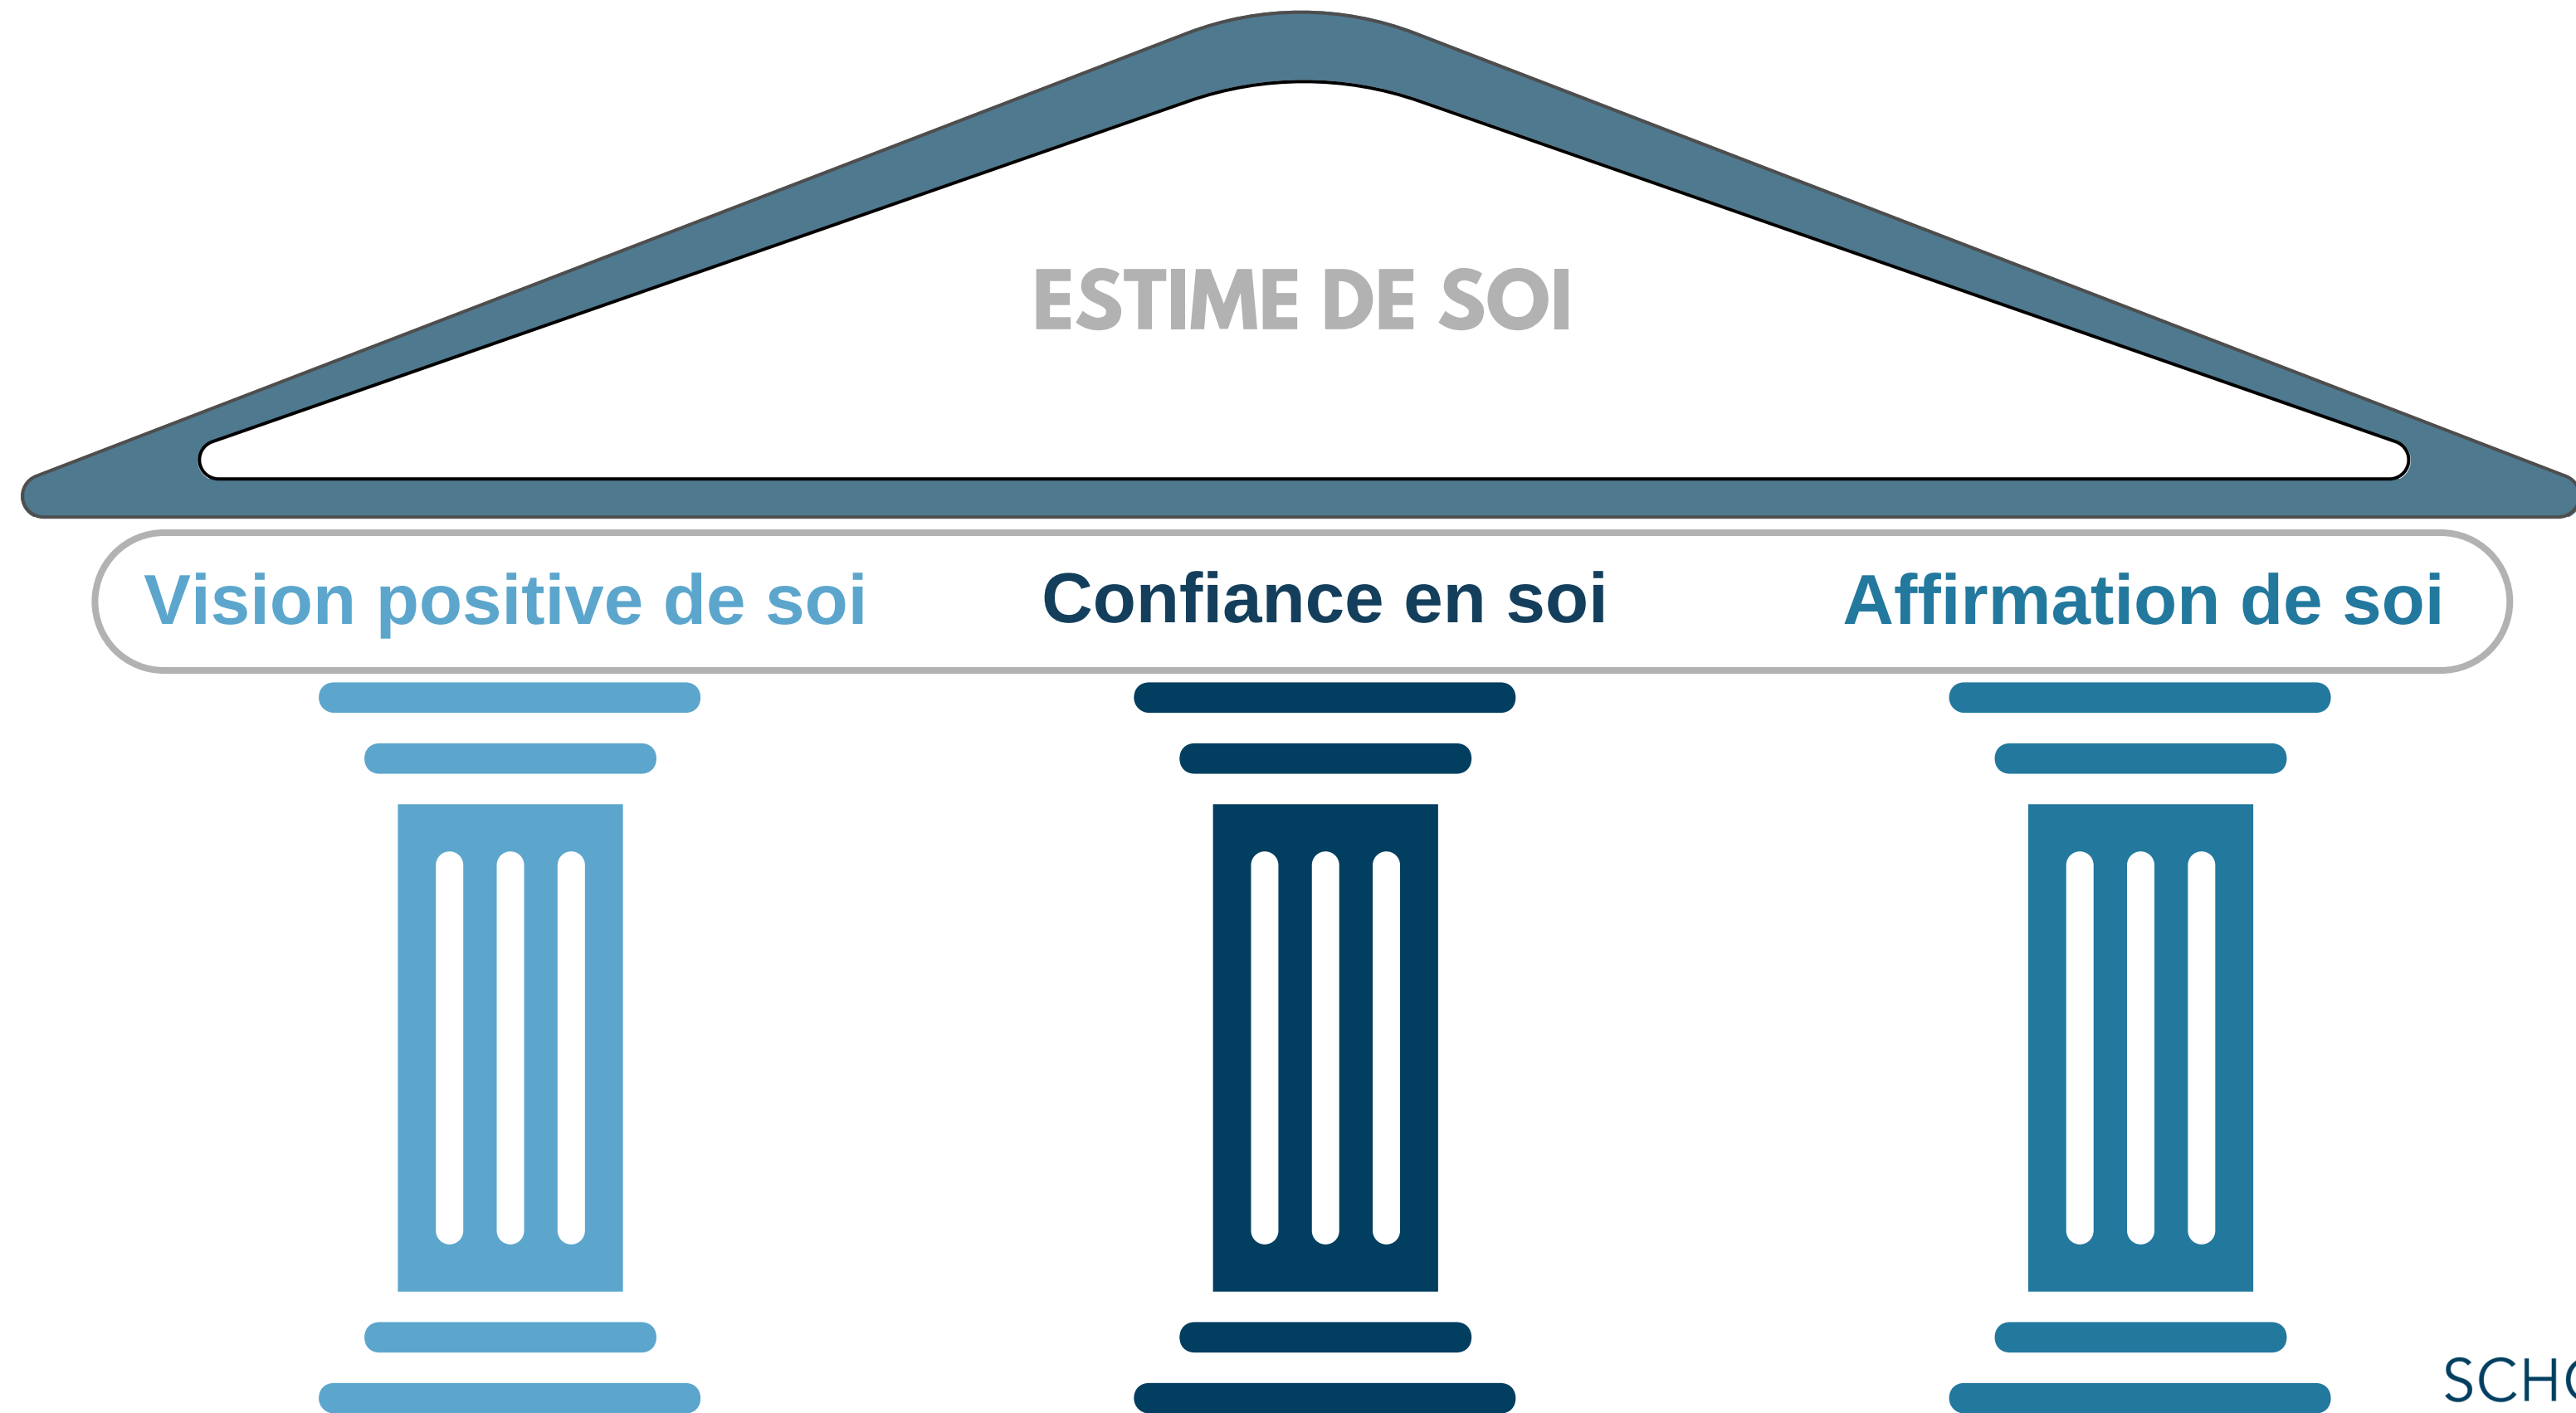 ESTIME DE SOI
Vision positive de soi
Confiance en soi
Affirmation de soi